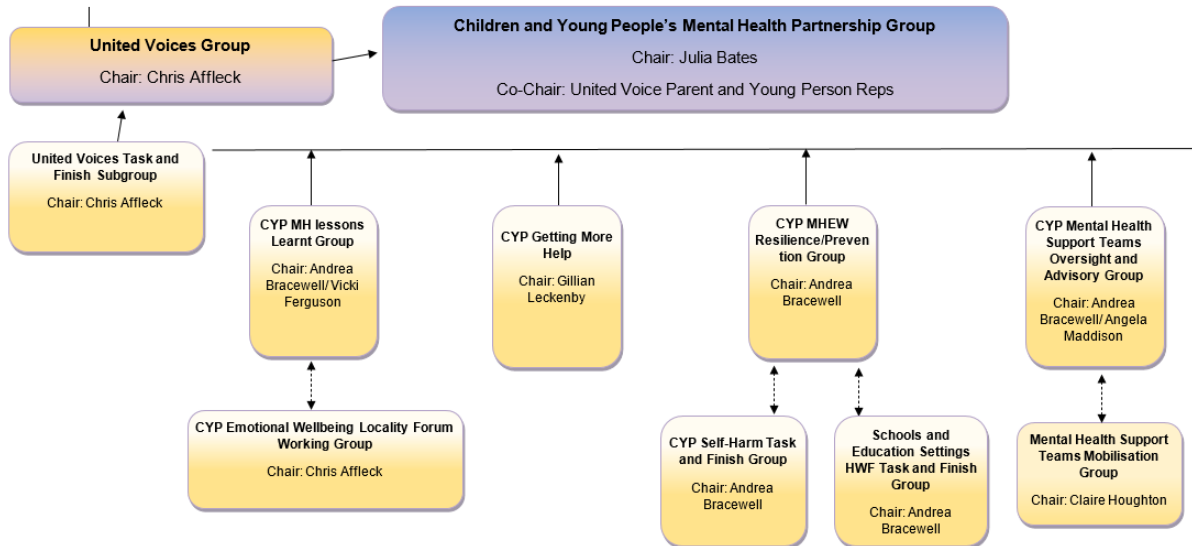 United Voices Group
Chair: Chris Affleck
Children and Young People's Mental Health Partnership Group
Chair: Julia Bates
Co-Chair: United Voice Parent and Young Person Reps
United Voices Task and
Finish Subgroup
Chair: Chris Affleck
CYP MH lessons
Learnt Group
Chair: Andrea
Bracewell/ Vicki
Ferguson
CYP Getting More
Help
Chair: Gillian
Leckenby
CYP MHEW
Resilience/Preven
tion Group
Chair: Andrea
Bracewell
CYP Mental Health
Support Teams
Oversight and
Advisory Group
Chair: Andrea
Bracewell/ Angela
Maddison
CYP Emotional Wellbeing Locality Forum
Working Group
Chair: Chris Affleck
CYP Self-Harm Task
and Finish Group
Chair: Andrea
Bracewell
Schools and
Education Settings
HWF Task and Finish
Group
Chair: Andrea
Bracewell
Mental Health Support
Teams Mobilisation
Group
Chair: Claire Houghton